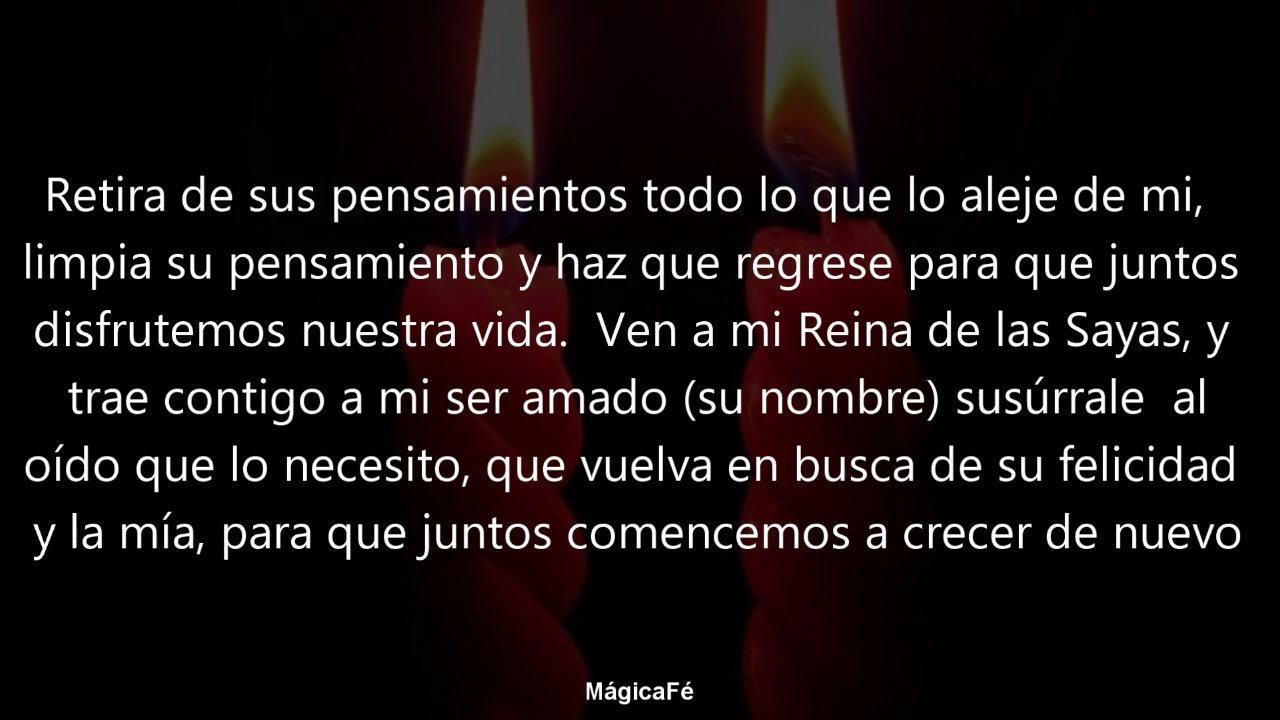 Retira de sus pensamientos todo lo que lo aleje de mi,
limpia su pensamiento y haz que regrese para que juntos
disfrutemos nuestra vida.  Ven a mi Reina de las Sayas, y
trae contigo a mi ser amado (su nombre) susúrrale  al
oído que lo necesito, que vuelva en busca de su felicidad
y la mía, para que juntos comencemos a crecer de nuevo
MágicaFé